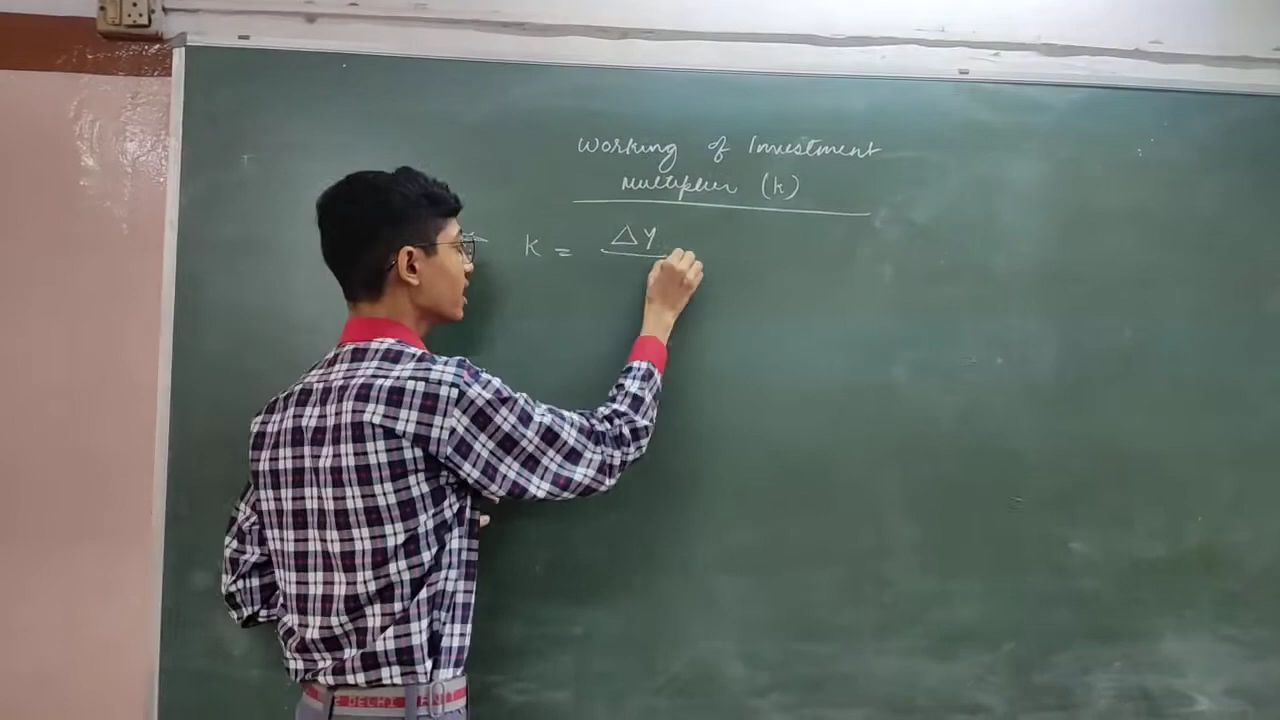 Working of Investment
Multiplier (k)
K = ΔY
DELHI